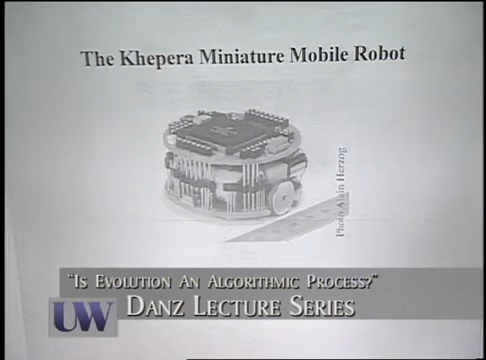 The Khepera Miniature Mobile Robot
Photo Alain Herzog
"IS EVOLUTION AN ALGORITHMIC PROCESS?"
UW DANZ LECTURE SERIES